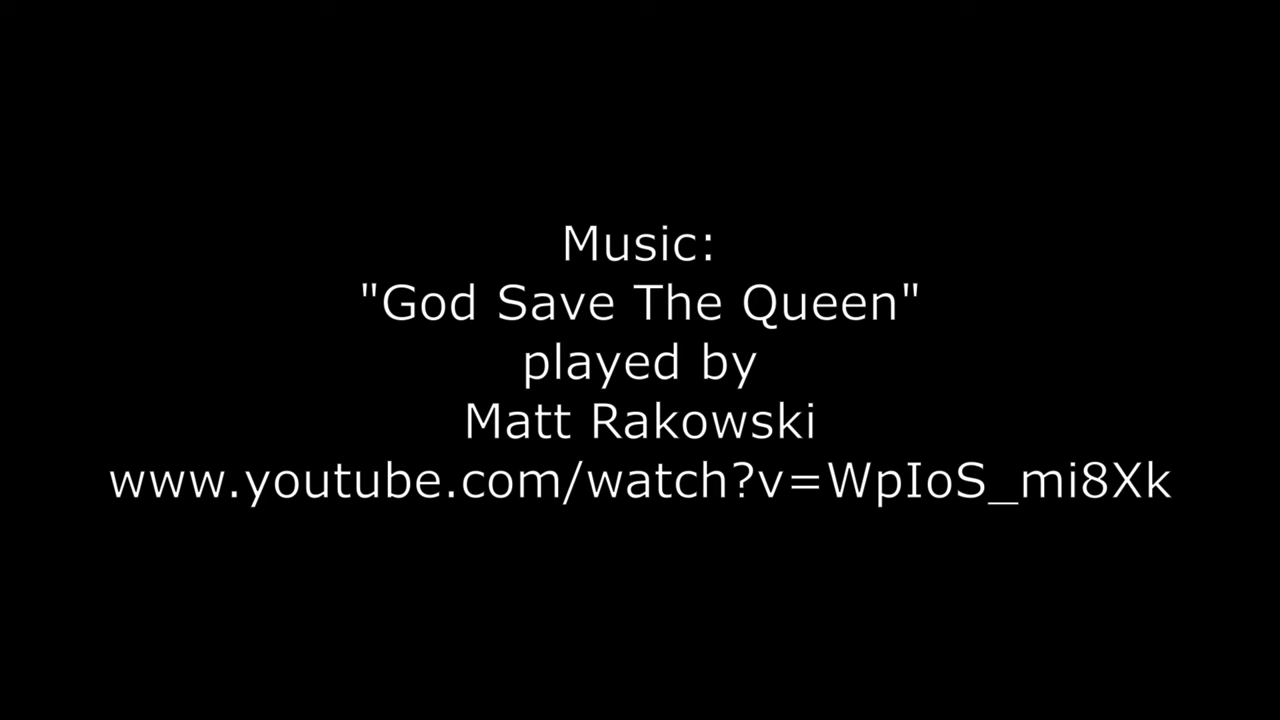 Music:
"God Save The Queen"
played by
Matt Rakowski
www.youtube.com/watch?v=WpIoS_mi8Xk